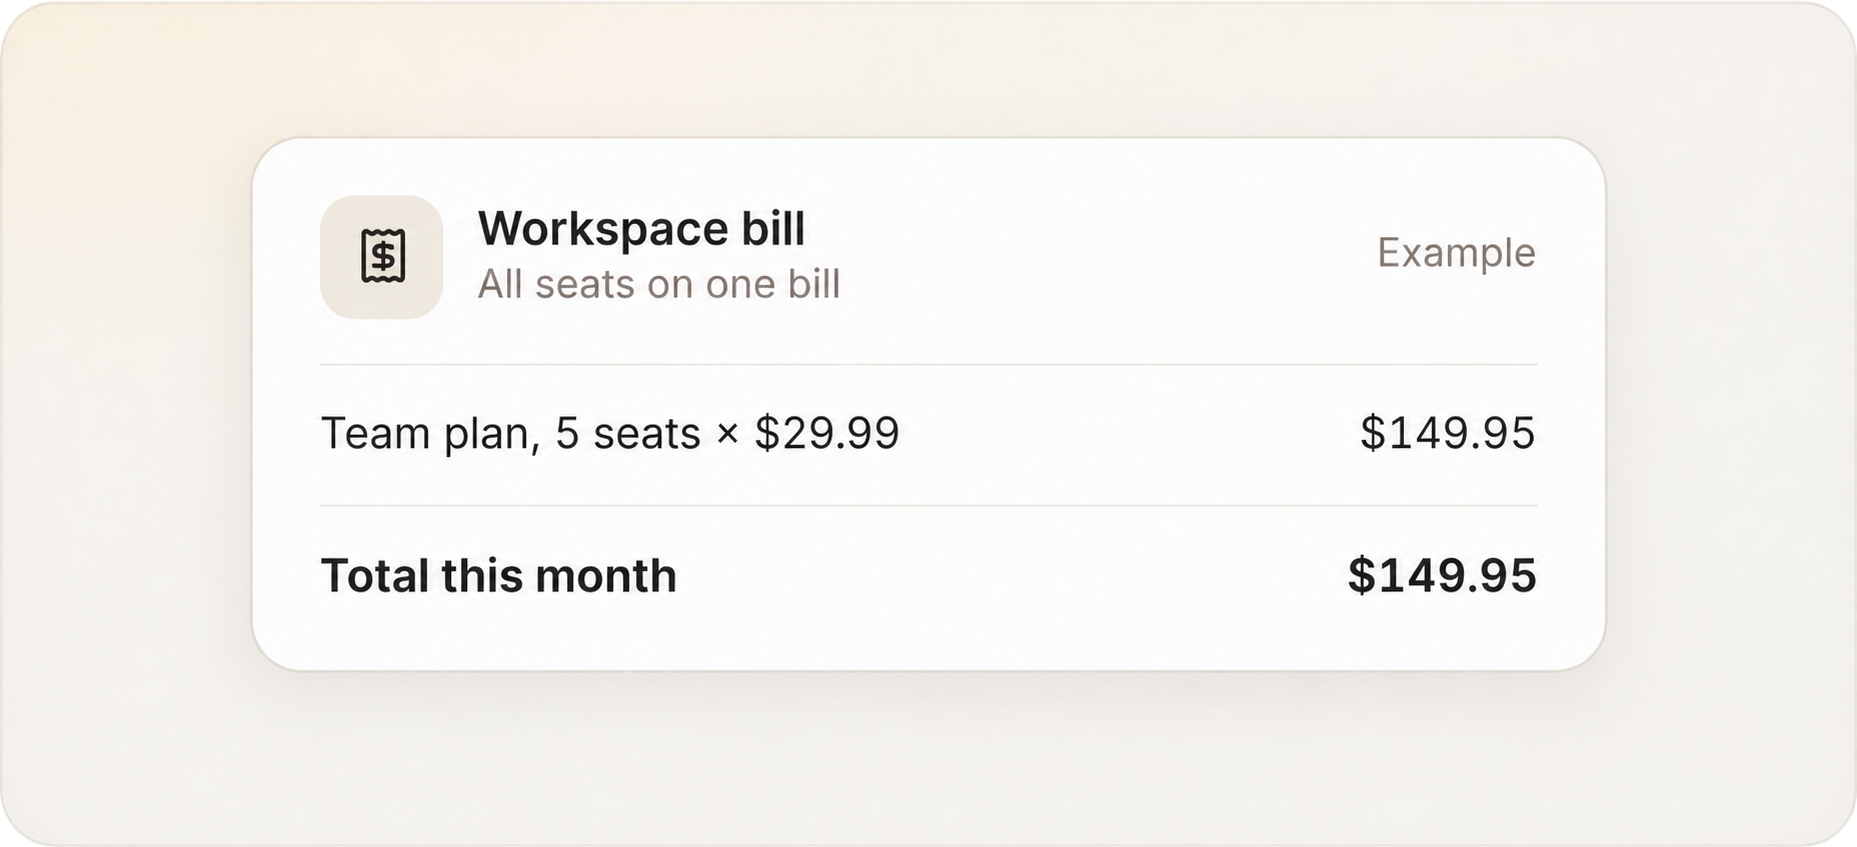 Workspace bill
All seats on one bill
Example
Team plan, 5 seats × $29.99
$149.95
Total this month
$149.95